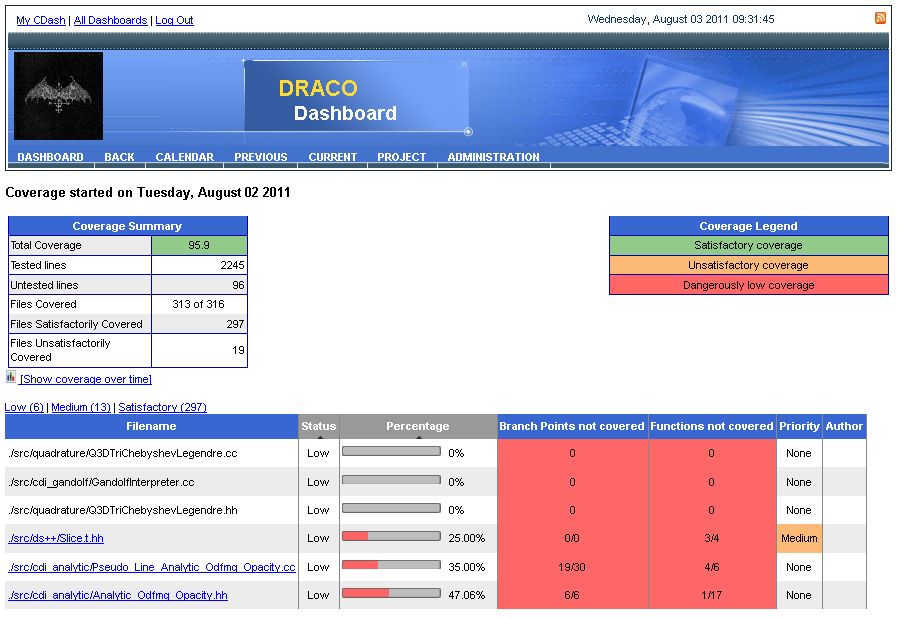 My CDash | All Dashboards | Log Out
Wednesday, August 03 2011 09:31:45
DRACO
Dashboard
DASHBOARD BACK CALENDAR PREVIOUS CURRENT PROJECT ADMINISTRATION
Coverage started on Tuesday, August 02 2011
Coverage Summary
Total Coverage 95.9
Tested lines 2245
Untested lines 96
Files Covered 313 of 316
Files Satisfactorily Covered 297
Files Unsatisfactorily
Covered 19
Coverage Legend
Satisfactory coverage
Unsatisfactory coverage
Dangerously low coverage
[Show coverage over time]
Low (6) | Medium (13) | Satisfactory (297)
Filename Status Percentage Branch Points not covered Functions not covered Priority Author
./src/quadrature/Q3DTriChebyshevLegendre.cc Low 0% 0 0 None
./src/cdi_gandolf/GandolfInterpreter.cc Low 0% 0 0 None
./src/quadrature/Q3DTriChebyshevLegendre.hh Low 0% 0 0 None
./src/ds++/Slice.t.hh Low 25.00% 0/0 3/4 Medium
./src/cdi_analytic/Pseudo_Line_Analytic_Odfmg_Opacity.cc Low 35.00% 19/30 4/6 None
./src/cdi_analytic/Analytic_Odfmg_Opacity.hh Low 47.06% 6/6 1/17 None